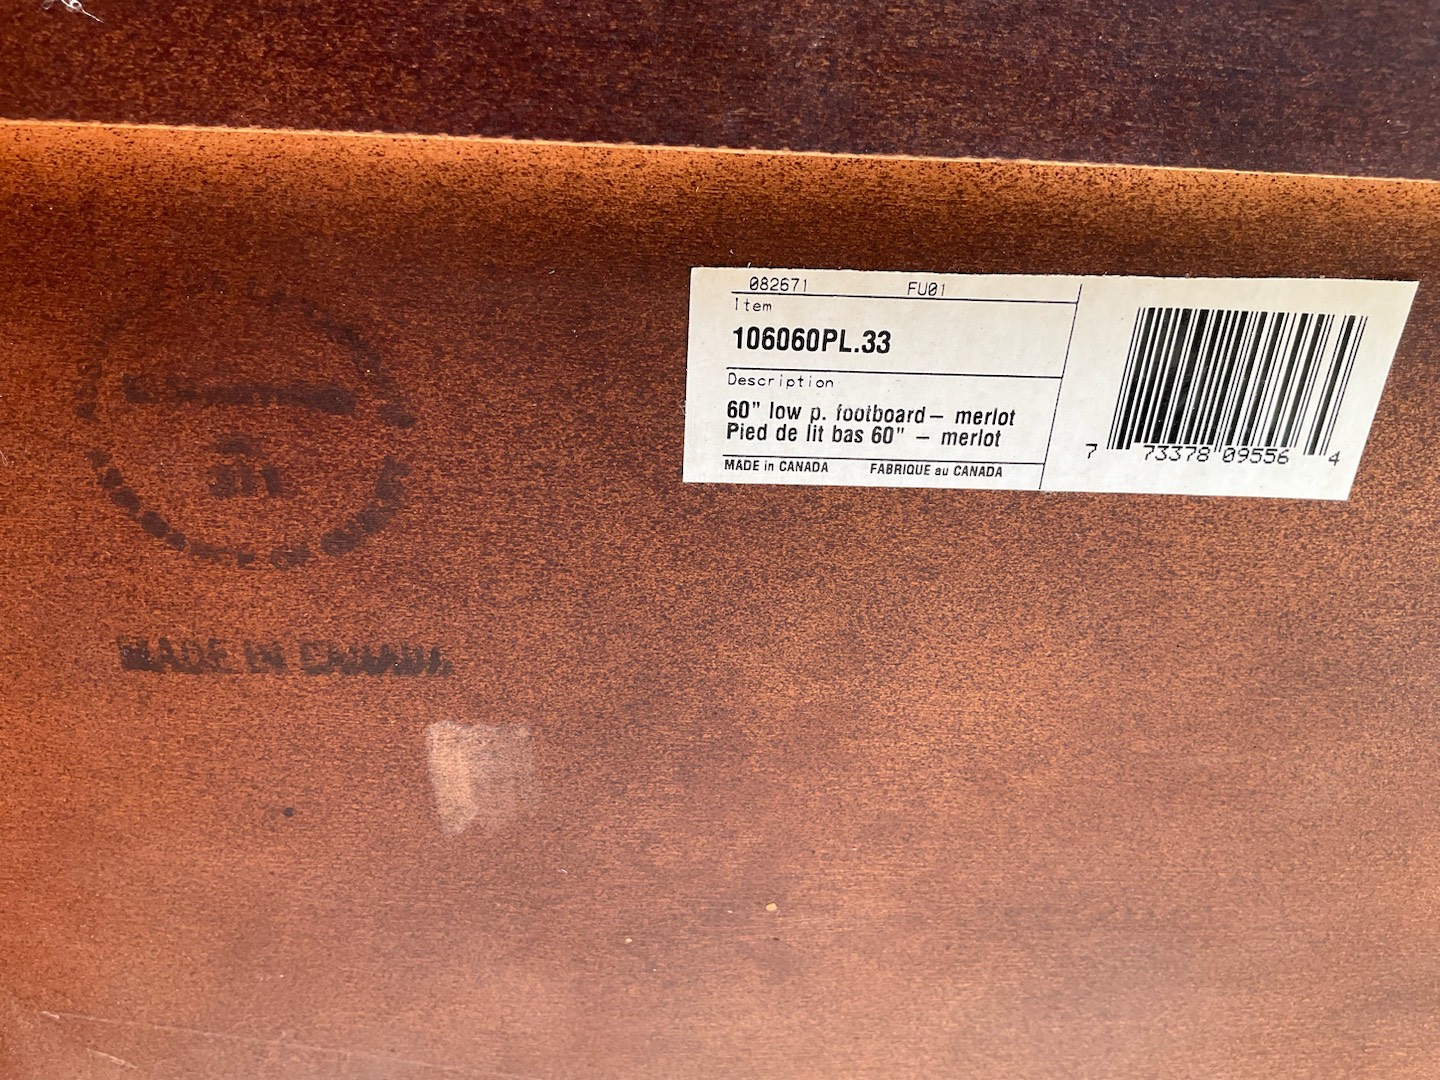 082671 FU01
Item
106060PL.33
Description
60" low p. footboard – merlot
Pied de lit bas 60" – merlot
MADE in CANADA FABRIQUE au CANADA
7 73378 09556 4
MADE IN CANADA